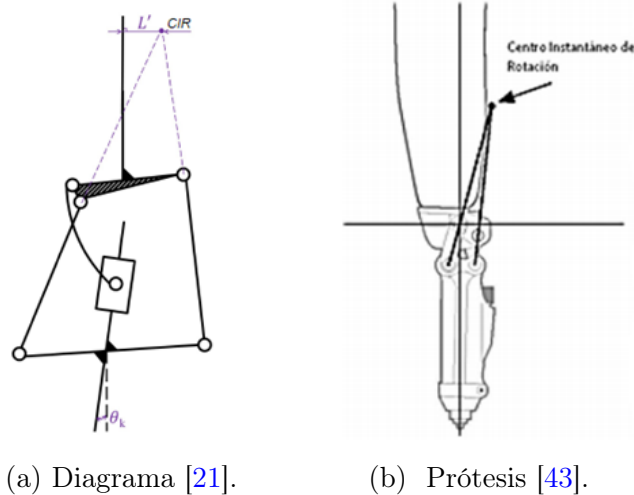 L′ CIR
θk
Centro Instantáneo de
Rotación
(a) Diagrama [21].
(b) Prótesis [43].